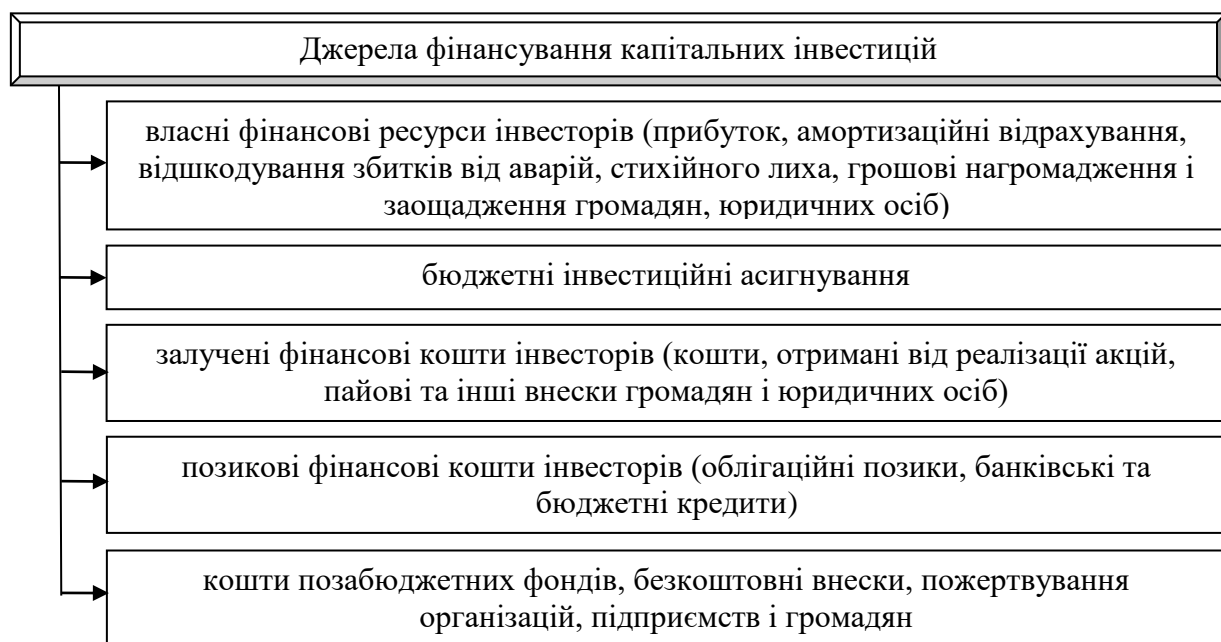 Джерела фінансування капітальних інвестицій
власні фінансові ресурси інвесторів (прибуток, амортизаційні відрахування,
відшкодування збитків від аварій, стихійного лиха, грошові нагромадження і
заощадження громадян, юридичних осіб)
бюджетні інвестиційні асигнування
залучені фінансові кошти інвесторів (кошти, отримані від реалізації акцій,
пайові та інші внески громадян і юридичних осіб)
позикові фінансові кошти інвесторів (облігаційні позики, банківські та
бюджетні кредити)
кошти позабюджетних фондів, безкоштовні внески, пожертвування
організацій, підприємств і громадян